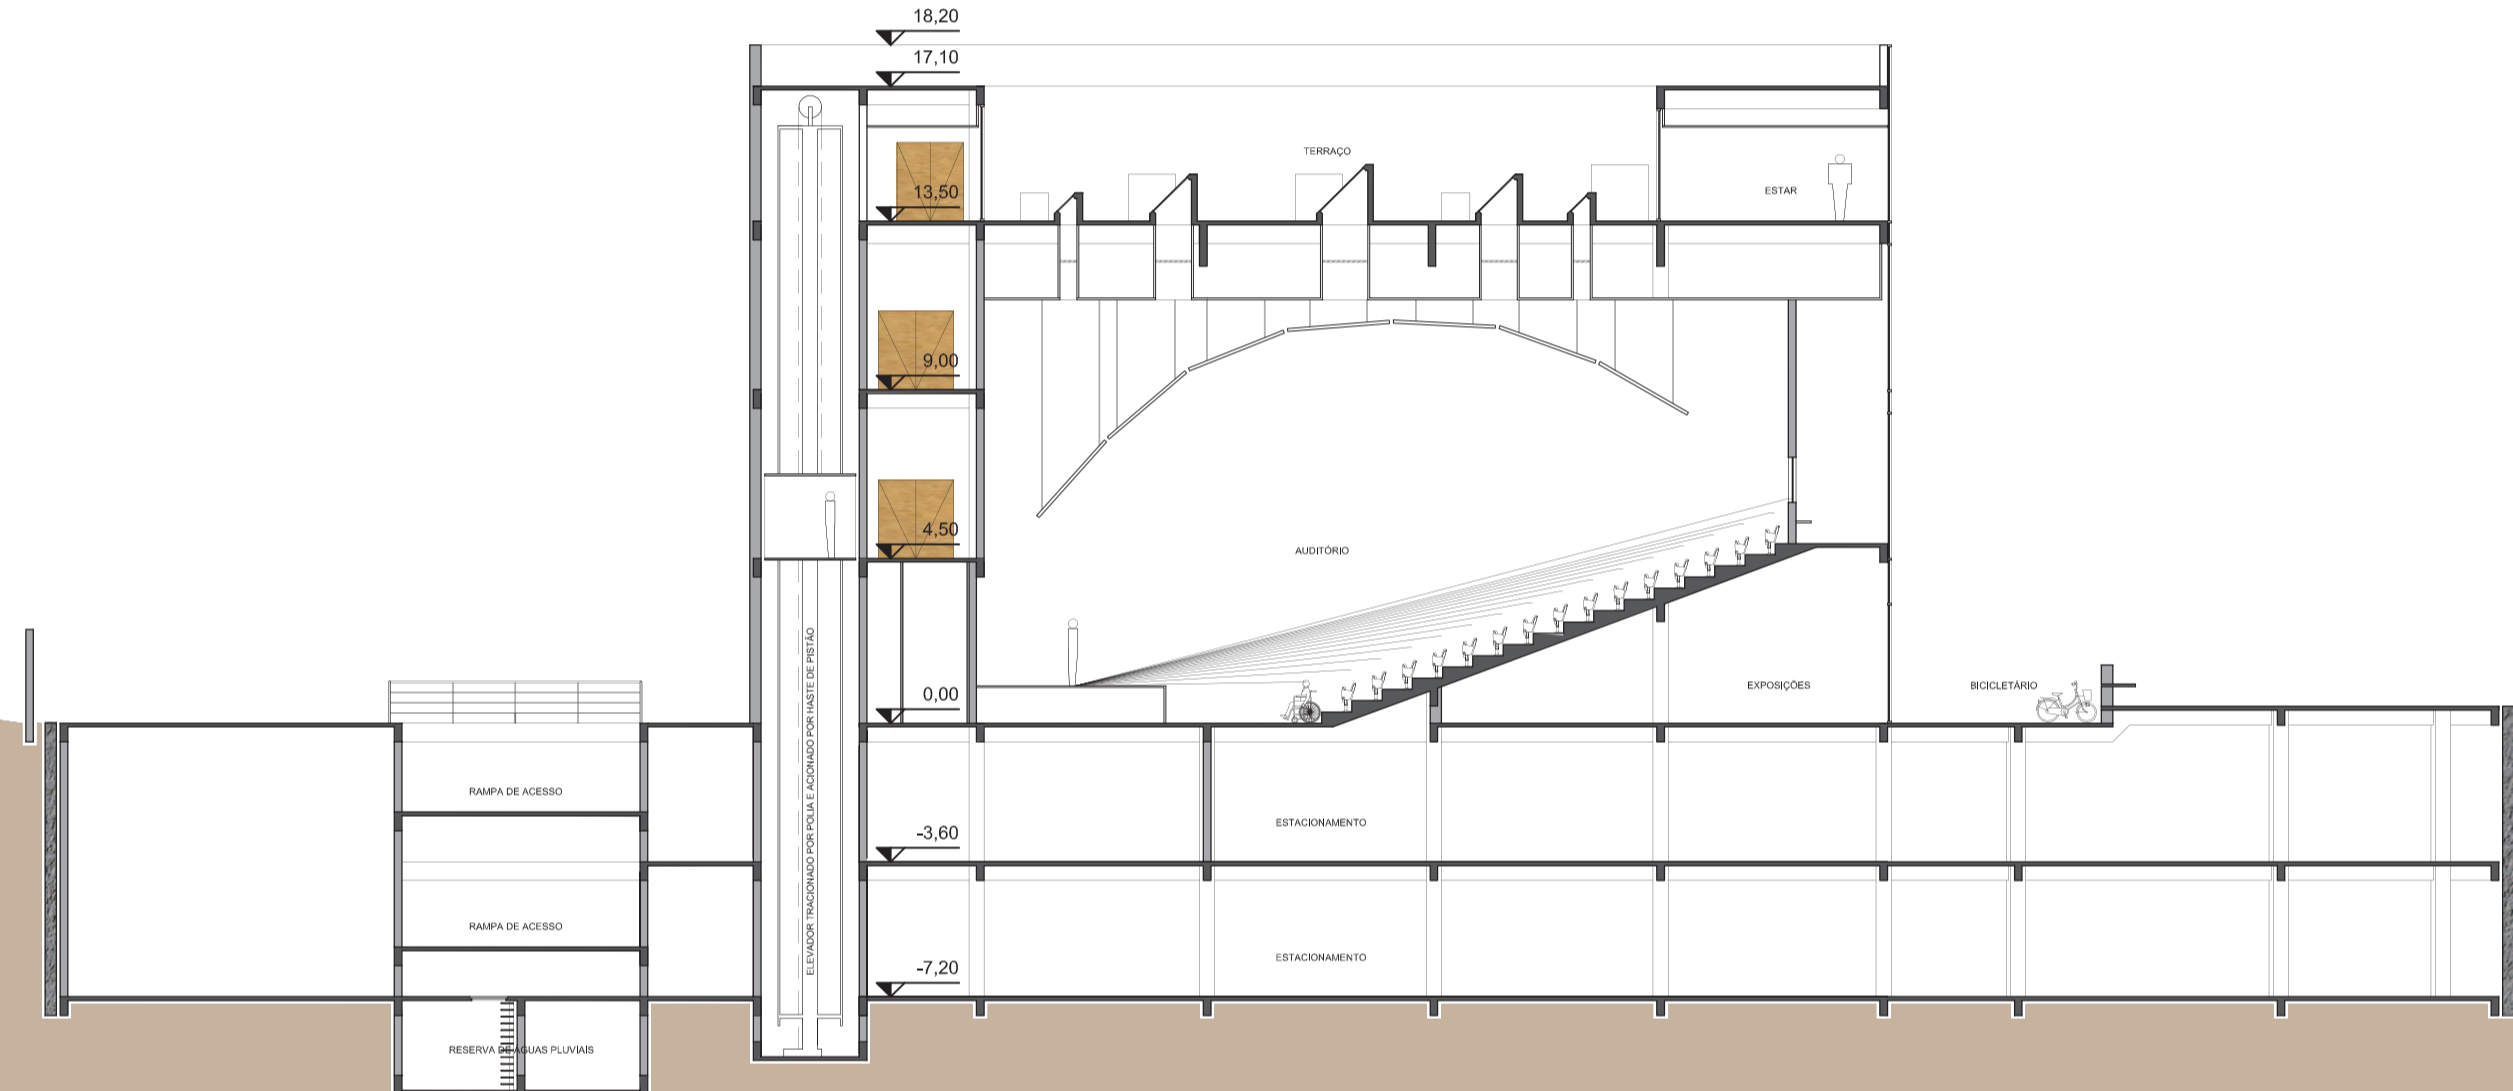 18,20
17,10
TERRAÇO
13,50
ESTAR
9,00
4,50
AUDITÓRIO
ELEVADOR TRACIONADO POR POLIA E ACIONADO POR HASTE DE PISTÃO
0,00
EXPOSIÇÕES
BICICLETÁRIO
RAMPA DE ACESSO
ESTACIONAMENTO
-3,60
RAMPA DE ACESSO
ESTACIONAMENTO
-7,20
RESERVA DE AGUAS PLUVIAIS